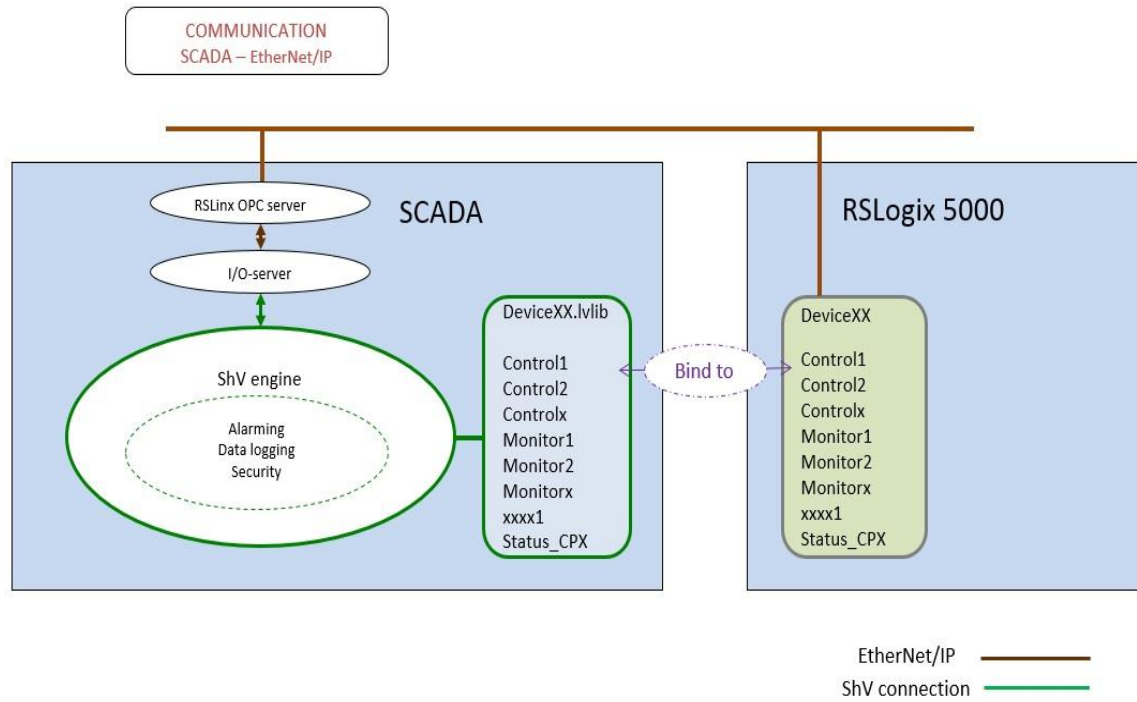 COMMUNICATION
SCADA – EtherNet/IP
RSLinx OPC server
SCADA
I/O-server
ShV engine
Alarming
Data logging
Security
DeviceXX.lvlib
Control1
Control2
Controlx
Monitor1
Monitor2
Monitorx
xxxx1
Status_CPX
Bind to
RSLogix 5000
DeviceXX
Control1
Control2
Controlx
Monitor1
Monitor2
Monitorx
xxxx1
Status_CPX
EtherNet/IP
ShV connection